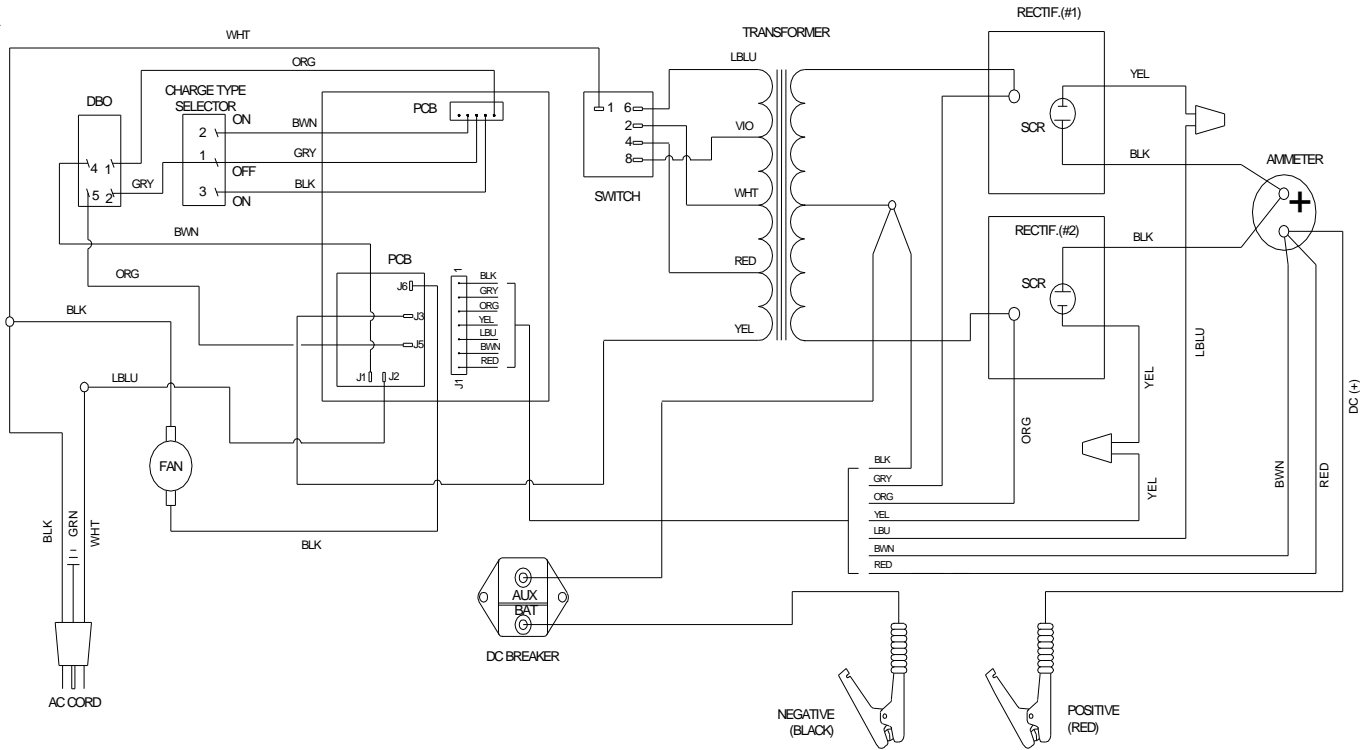 RECTIF.(#1)
WHT
TRANSFORMER
LBLU
ORG
YEL
CHARGE TYPE
SELECTOR
DBO
ON
PCB
1
6
BWN
2
2
VIO
SCR
4
4
1
1
GRY
8
BLK
AMMETER
OFF
GRY
5
2
3
BLK
WHT
SWITCH
+
ON
RECTIF.(#2)
BWN
BLK
PCB
RED
ORG
J6
1
BLK
SCR
GRY
BLK
J3
ORG
YEL
YEL
LBU
LBLU
J5
BWN
RED
LBLU
J1
J2
J1
YEL
DC (+)
ORG
FAN
BLK
GRY
ORG
YEL
LBU
BWN
RED
YEL
BWN
RED
BLK
GRN
WHT
BLK
AUX
BAT
DC BREAKER
AC CORD
NEGATIVE
(BLACK)
POSITIVE
(RED)